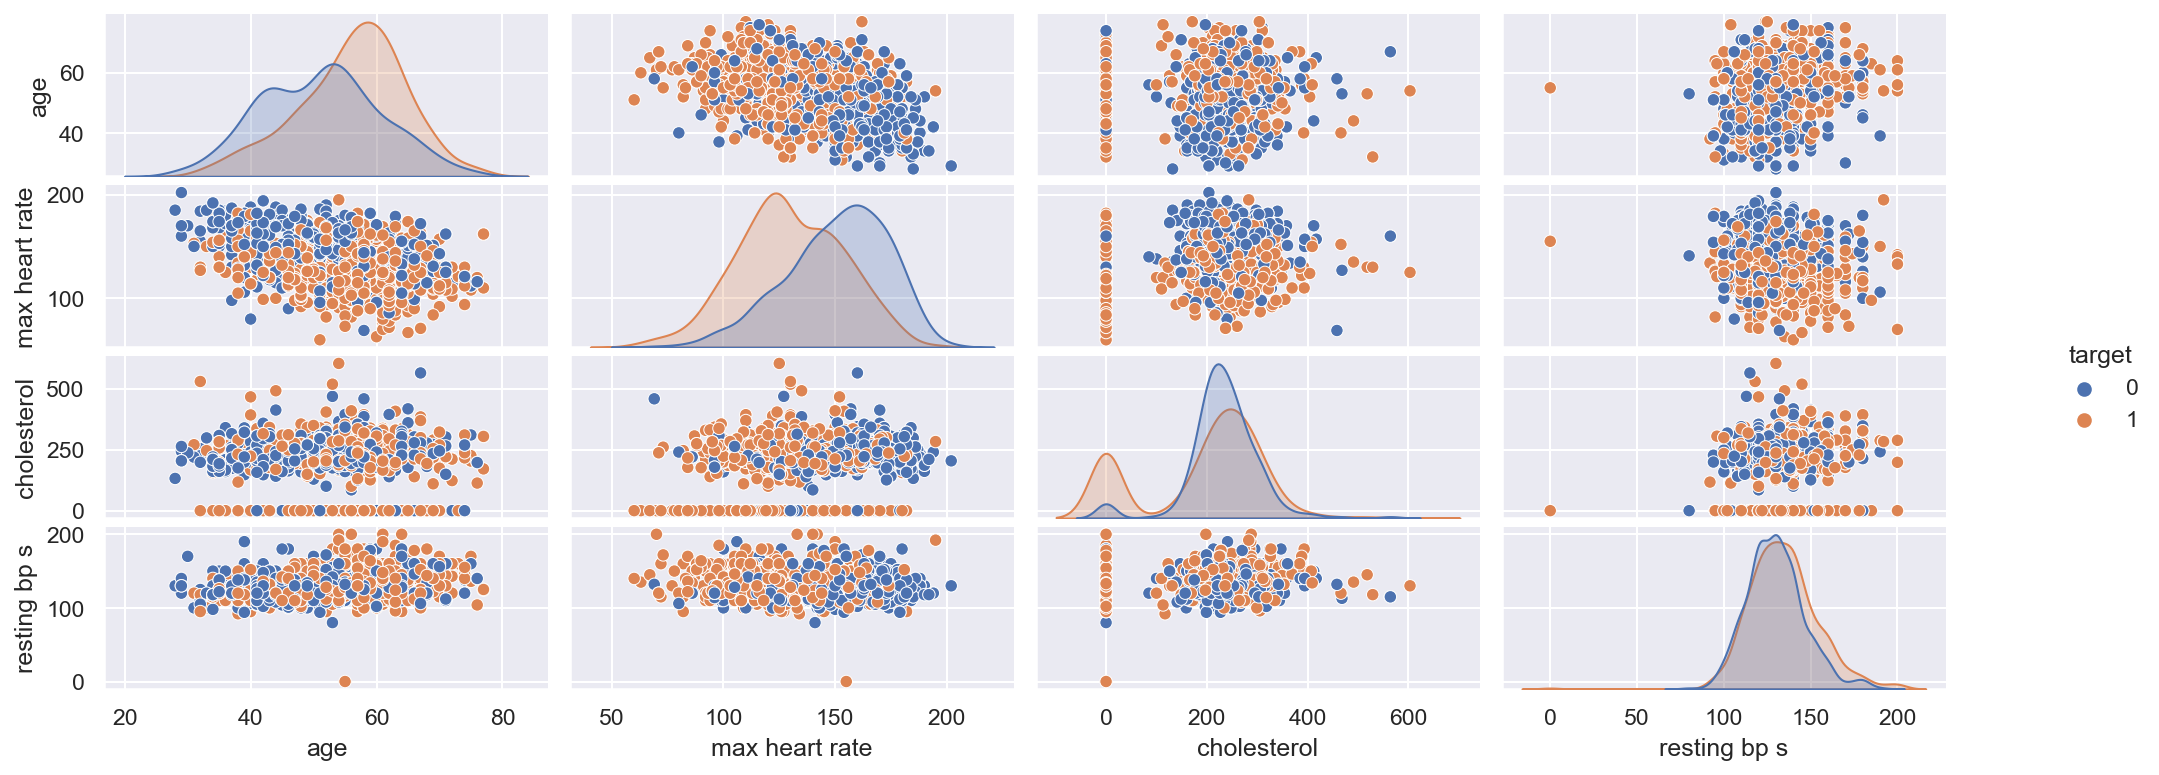 age
60
40
max heart rate
200
100
cholesterol
500
250
0
resting bp s
200
100
0
20 40 60 80
50 100 150 200
0 200 400 600
0 50 100 150 200
age
max heart rate
cholesterol
resting bp s
target
0
1